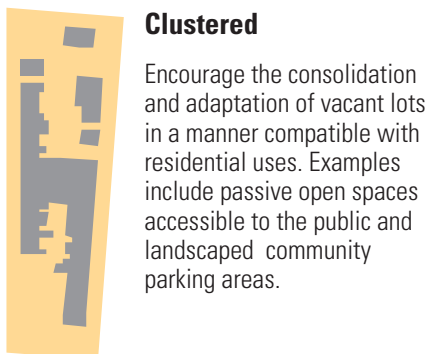 Clustered
Encourage the consolidation
and adaptation of vacant lots
in a manner compatible with
residential uses. Examples
include passive open spaces
accessible to the public and
landscaped  community
parking areas.